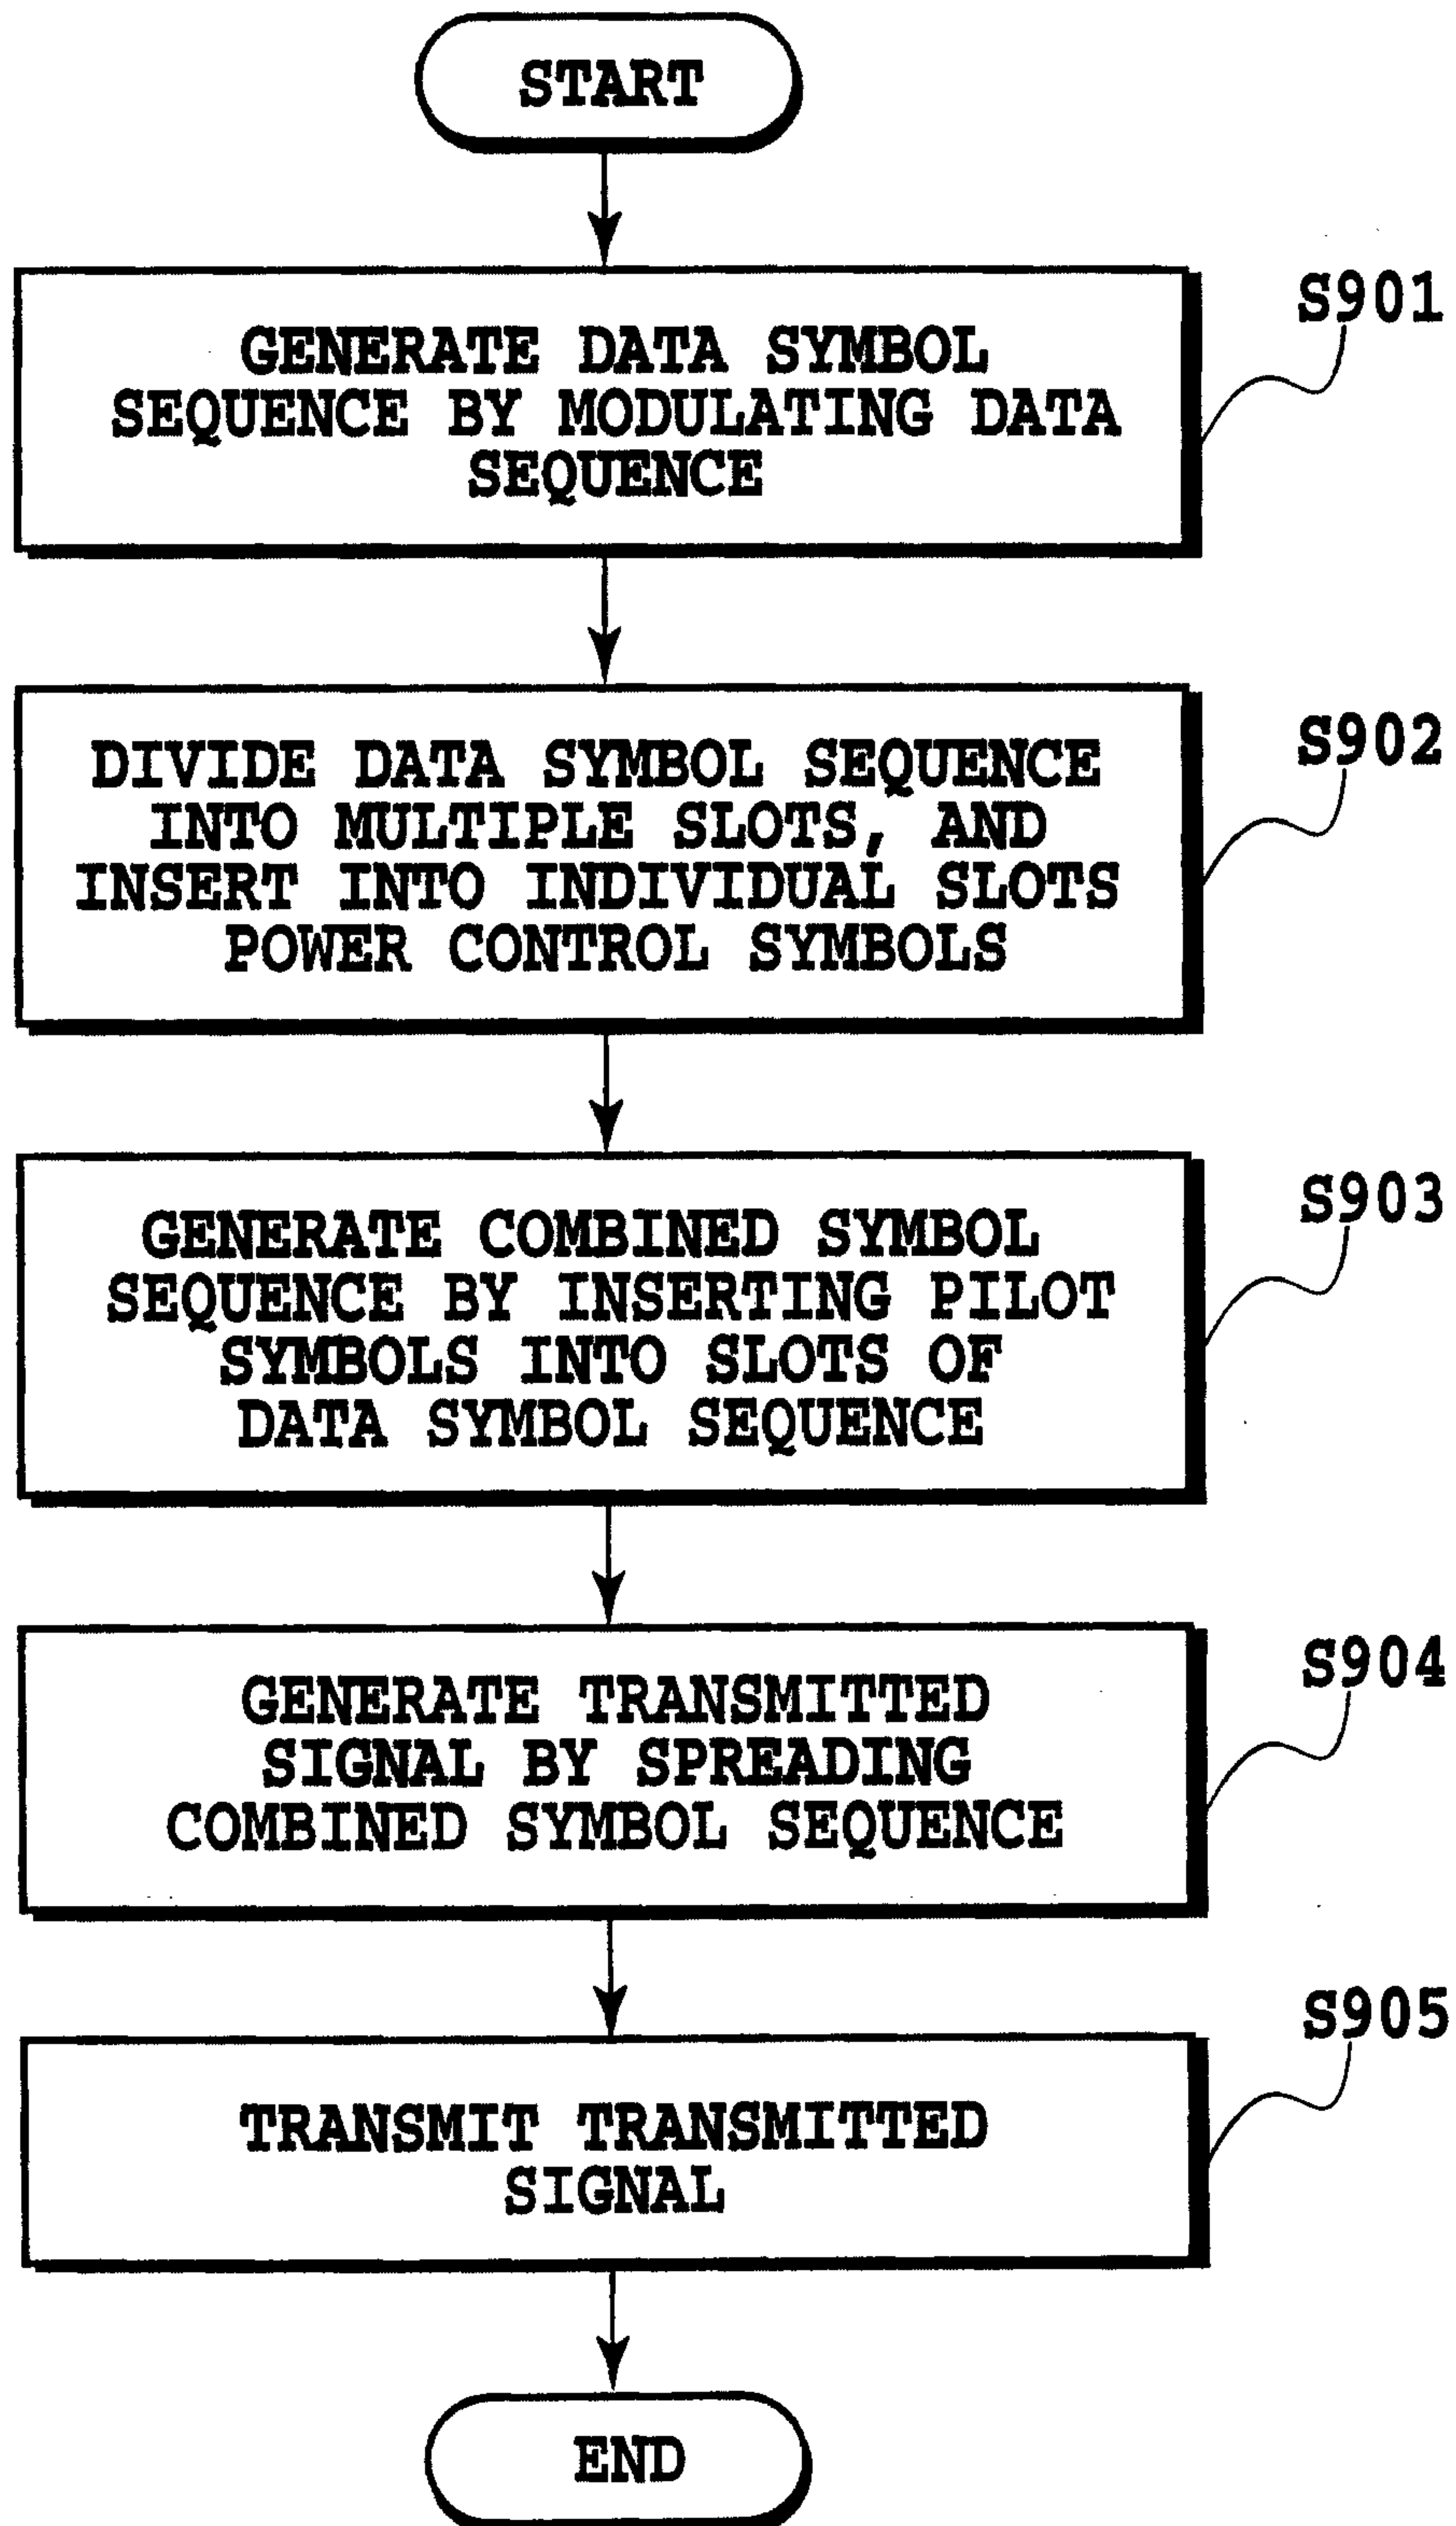 START
S901
GENERATE DATA SYMBOL
SEQUENCE BY MODULATING DATA
SEQUENCE
S902
DIVIDE DATA SYMBOL SEQUENCE
INTO MULTIPLE SLOTS, AND
INSERT INTO INDIVIDUAL SLOTS
POWER CONTROL SYMBOLS
S903
GENERATE COMBINED SYMBOL
SEQUENCE BY INSERTING PILOT
SYMBOLS INTO SLOTS OF
DATA SYMBOL SEQUENCE
S904
GENERATE TRANSMITTED
SIGNAL BY SPREADING
COMBINED SYMBOL SEQUENCE
S905
TRANSMIT TRANSMITTED
SIGNAL
END